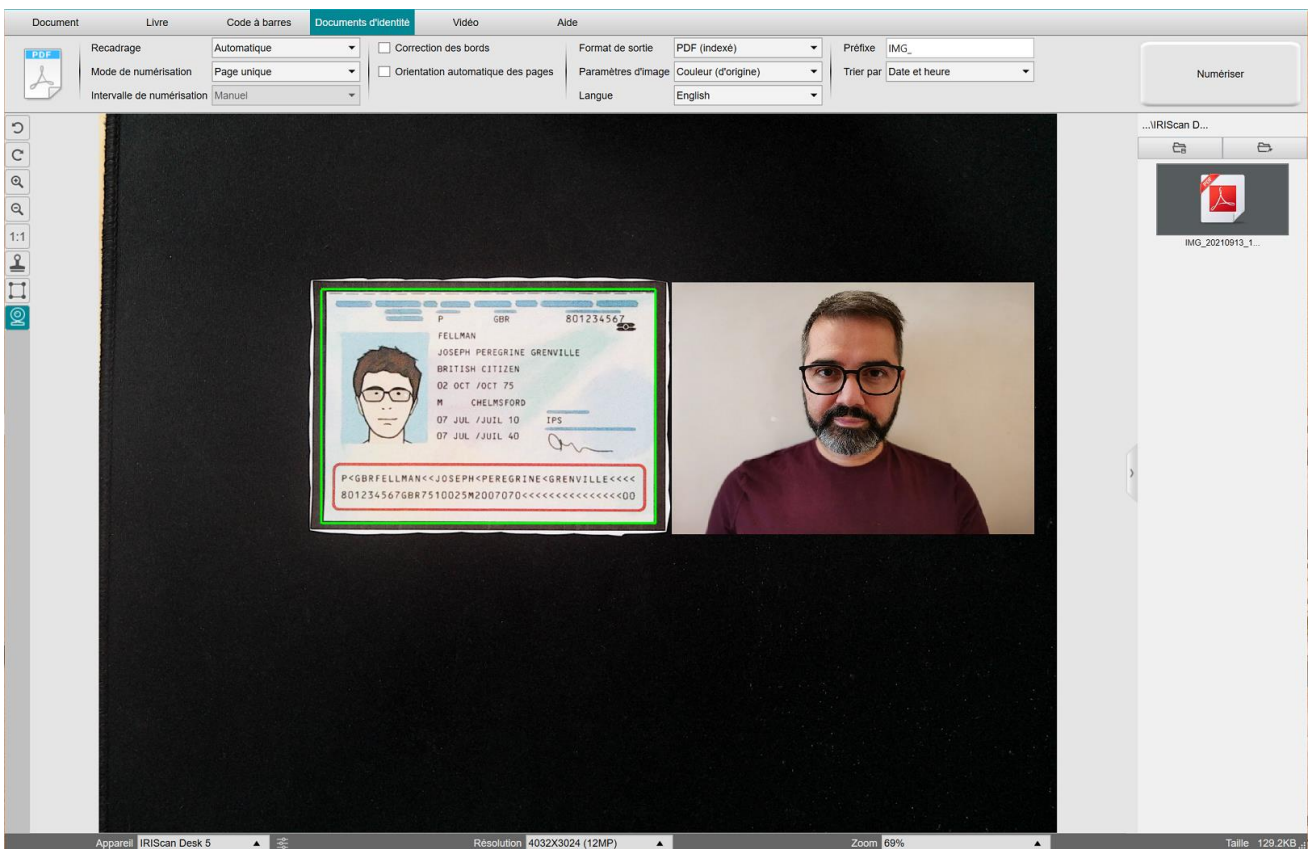 Document Livre Code à barres Documents d'identité Vidéo Aide
PDF
Recadrage Automatique
Mode de numérisation Page unique
Intervalle de numérisation Manuel
Correction des bords
Orientation automatique des pages
Format de sortie PDF (indexé)
Paramètres d'image Couleur (d'origine)
Langue English
Préfixe IMG_
Trier par Date et heure
Numériser
1:1
...\IRIScan D...
PDF
IMG_20210913_1...
P GBR 801234567
FELLMAN
JOSEPH PEREGRINE GRENVILLE
BRITISH CITIZEN
02 OCT /OCT 75
M CHELMSFORD
07 JUL /JUIL 10 IPS
07 JUL /JUIL 40
P<GBRFELLMAN<<JOSEPH<PEREGRINE<GRENVILLE<<<<
801234567GBR7510025M2007070<<<<<<<<<<<<<<<00
Appareil IRIScan Desk 5 Résolution 4032X3024 (12MP) Zoom 69% Taille 129.2KB